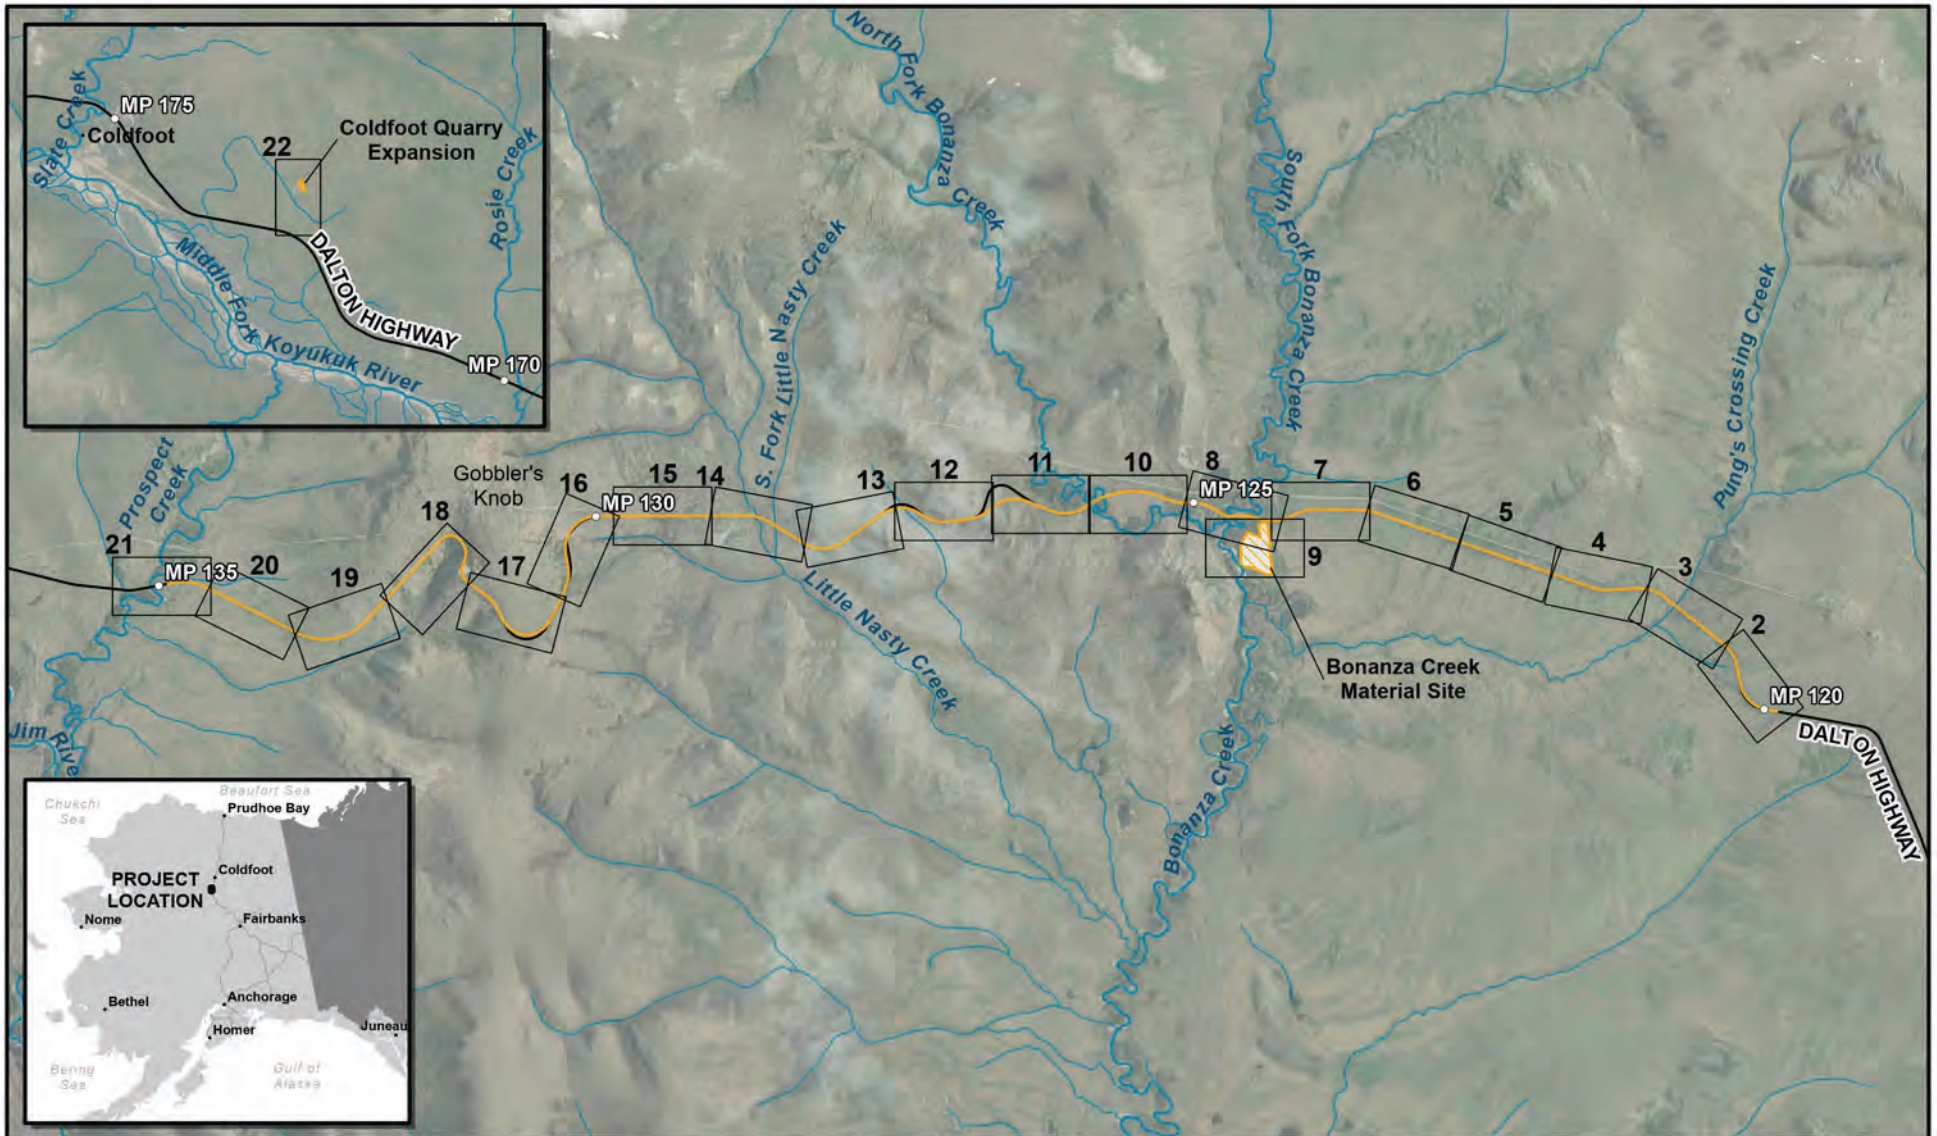 MP 175
Coldfoot
Slate Creek
22
Coldfoot Quarry
Expansion
Rosie Creek
Middle Fork Koyukuk River
DALTON HIGHWAY
MP 170
North Fork Bonanza Creek
South Fork Bonanza Creek
S. Fork Little Nasty Creek
Pung's Crossing Creek
Prospect
Creek
Gobbler's
Knob
21
MP 135
20
19
18
17
16
MP 130
15
14
13
12
11
10
8
MP 125
7
9
6
5
4
3
2
MP 120
DALTON HIGHWAY
Bonanza Creek
Material Site
Little Nasty Creek
Bonanza Creek
Jim River
Chukchi
Sea
Beaufort Sea
Prudhoe Bay
Coldfoot
PROJECT
LOCATION
Nome
Fairbanks
Bethel
Anchorage
Homer
Juneau
Bering
Sea
Gulf of
Alaska